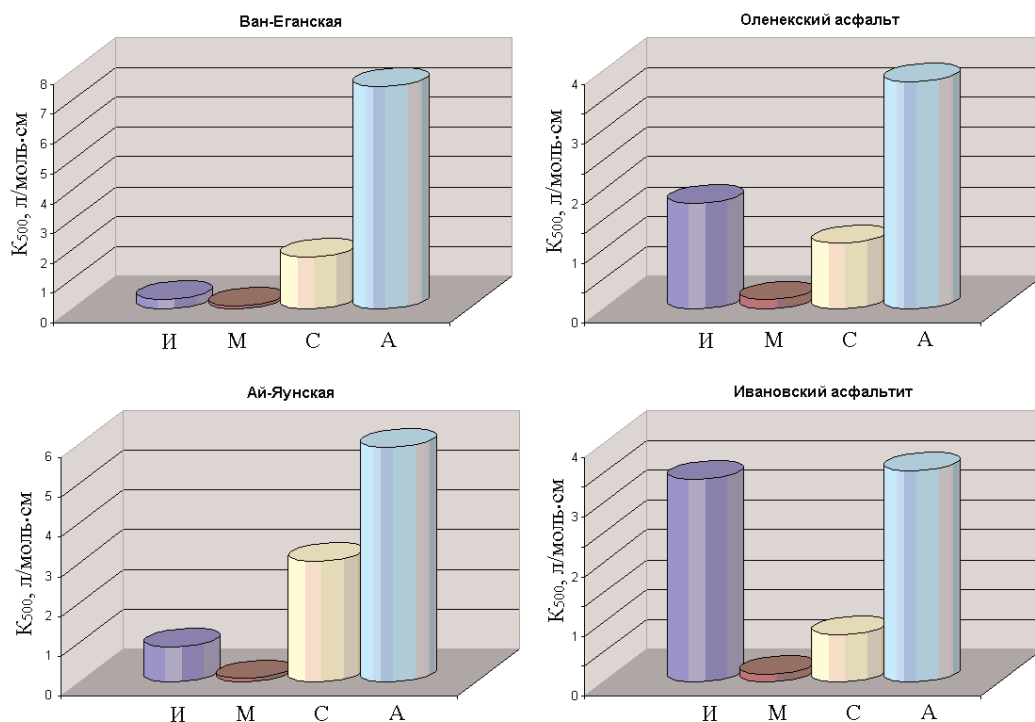 Ван-Еганская
K500, л/моль·см
8
7
6
5
4
3
2
1
0
И М С А
Оленекский асфальт
K500, л/моль·см
4
3
2
1
0
И М С А
Ай-Яунская
K500, л/моль·см
6
5
4
3
2
1
0
И М С А
Ивановский асфальтит
K500, л/моль·см
4
3
2
1
0
И М С А